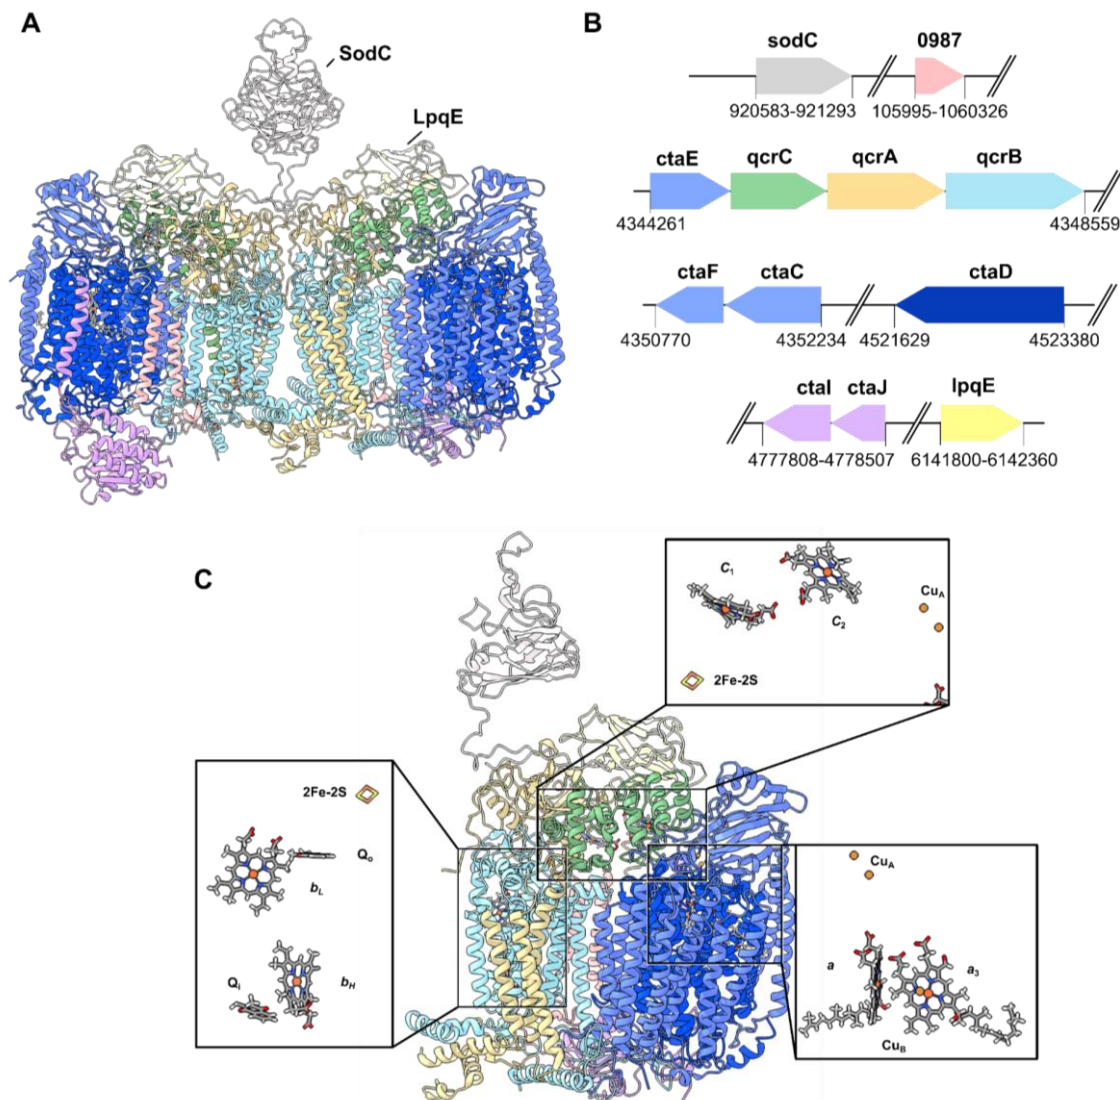 A
SodC
LpqE
B
sodC 0987
920583-921293 105995-1060326
ctaE qcrC qcrA qcrB
4344261 4348559
ctaF ctaC ctaD
4350770 4352234 4521629 4523380
ctaI ctaJ lpqE
4777808-4778507 6141800-6142360
C
C1
C2
CuA
2Fe-2S
2Fe-2S
Qo
bL
Qi
bH
CuA
a
a3
CuB